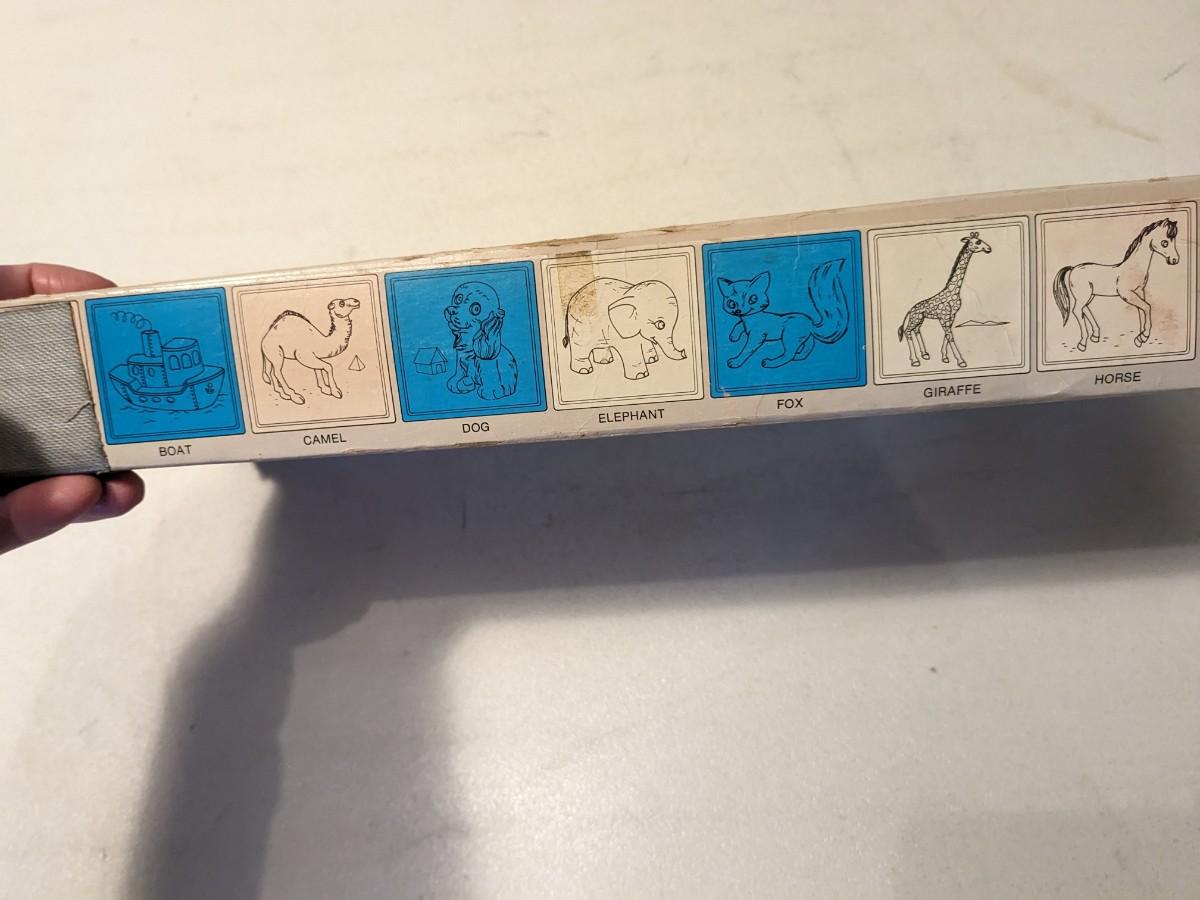 BOAT
CAMEL
DOG
ELEPHANT
FOX
GIRAFFE
HORSE